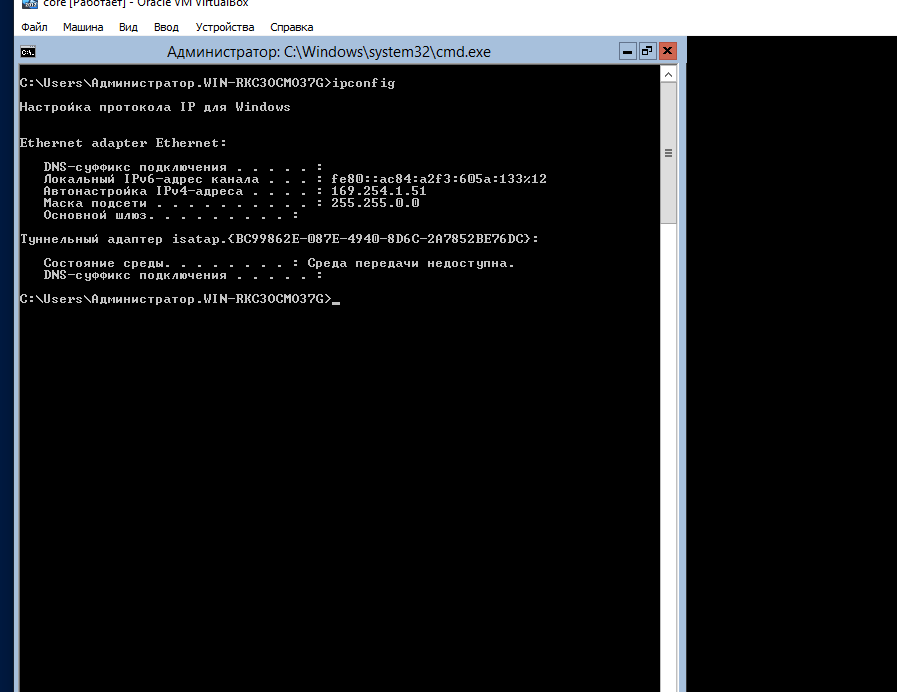 core [Работает] - Oracle VM VirtualBox
Файл Машина Вид Ввод Устройства Справка
Администратор: C:\Windows\system32\cmd.exe
C:\Users\Администратор.WIN-RKC3OCMO37G>ipconfig
Настройка протокола IP для Windows
Ethernet adapter Ethernet:
DNS-суффикс подключения . . . . . :
Локальный IPv6-адрес канала . . . : fe80::ac84:a2f3:605a:133%12
Автонастройка IPv4-адреса . . . . : 169.254.1.51
Маска подсети . . . . . . . . . . : 255.255.0.0
Основной шлюз. . . . . . . . . :
Туннельный адаптер isatap.{BC99862E-087E-4940-8D6C-2A7852BE76DC}:
Состояние среды. . . . . . . . : Среда передачи недоступна.
DNS-суффикс подключения . . . . . :
C:\Users\Администратор.WIN-RKC3OCMO37G>_